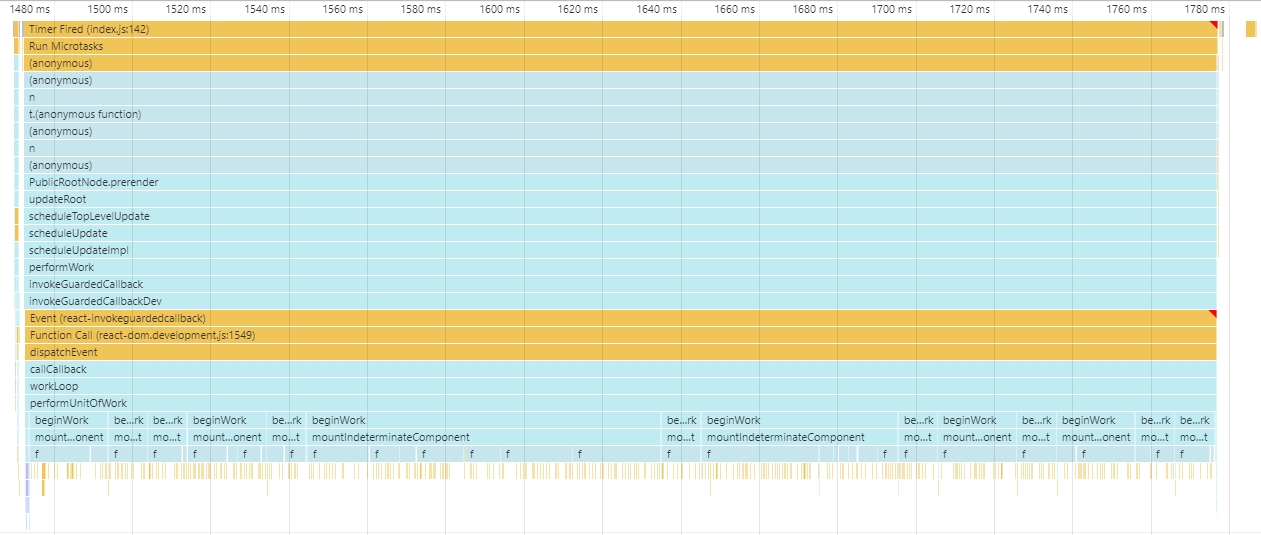 1480 ms 1500 ms 1520 ms 1540 ms 1560 ms 1580 ms 1600 ms 1620 ms 1640 ms 1660 ms 1680 ms 1700 ms 1720 ms 1740 ms 1760 ms 1780 ms
Timer Fired (index.js:142)
Run Microtasks
(anonymous)
(anonymous)
n
t.(anonymous function)
(anonymous)
n
(anonymous)
PublicRootNode.prerender
updateRoot
scheduleTopLevelUpdate
scheduleUpdate
scheduleUpdateImpl
performWork
invokeGuardedCallback
invokeGuardedCallbackDev
Event (react-invokeguardedcallback)
Function Call (react-dom.development.js:1549)
dispatchEvent
callCallback
workLoop
performUnitOfWork
beginWork be...rk be...rk beginWork be...rk beginWork be...rk beginWork be...rk beginWork be...rk beginWork be...rk be...rk
mount...onent mo...t mo...t mount...onent mo...t mountIndeterminateComponent mo...t mountIndeterminateComponent mo...t mount...onent mo...t mount...onent mo...t mo...t
f f f f f f f f f f f f f f f f f f f f f